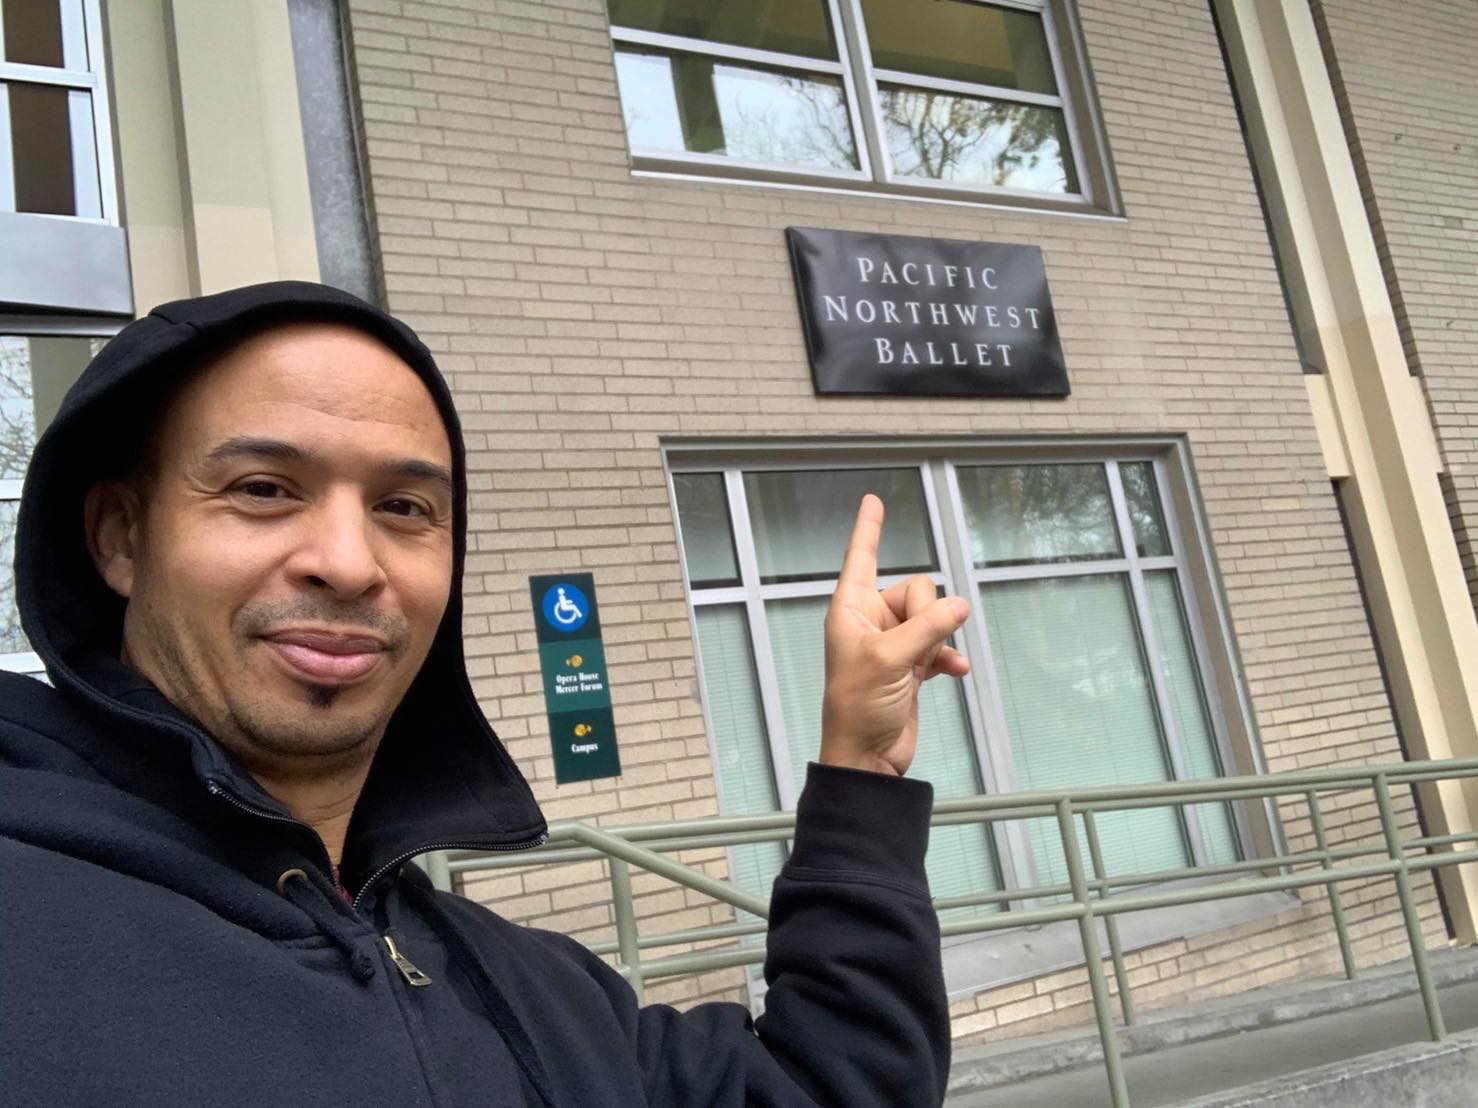 PACIFIC
NORTHWEST
BALLET
Opera House
Mercer Forum
Campus